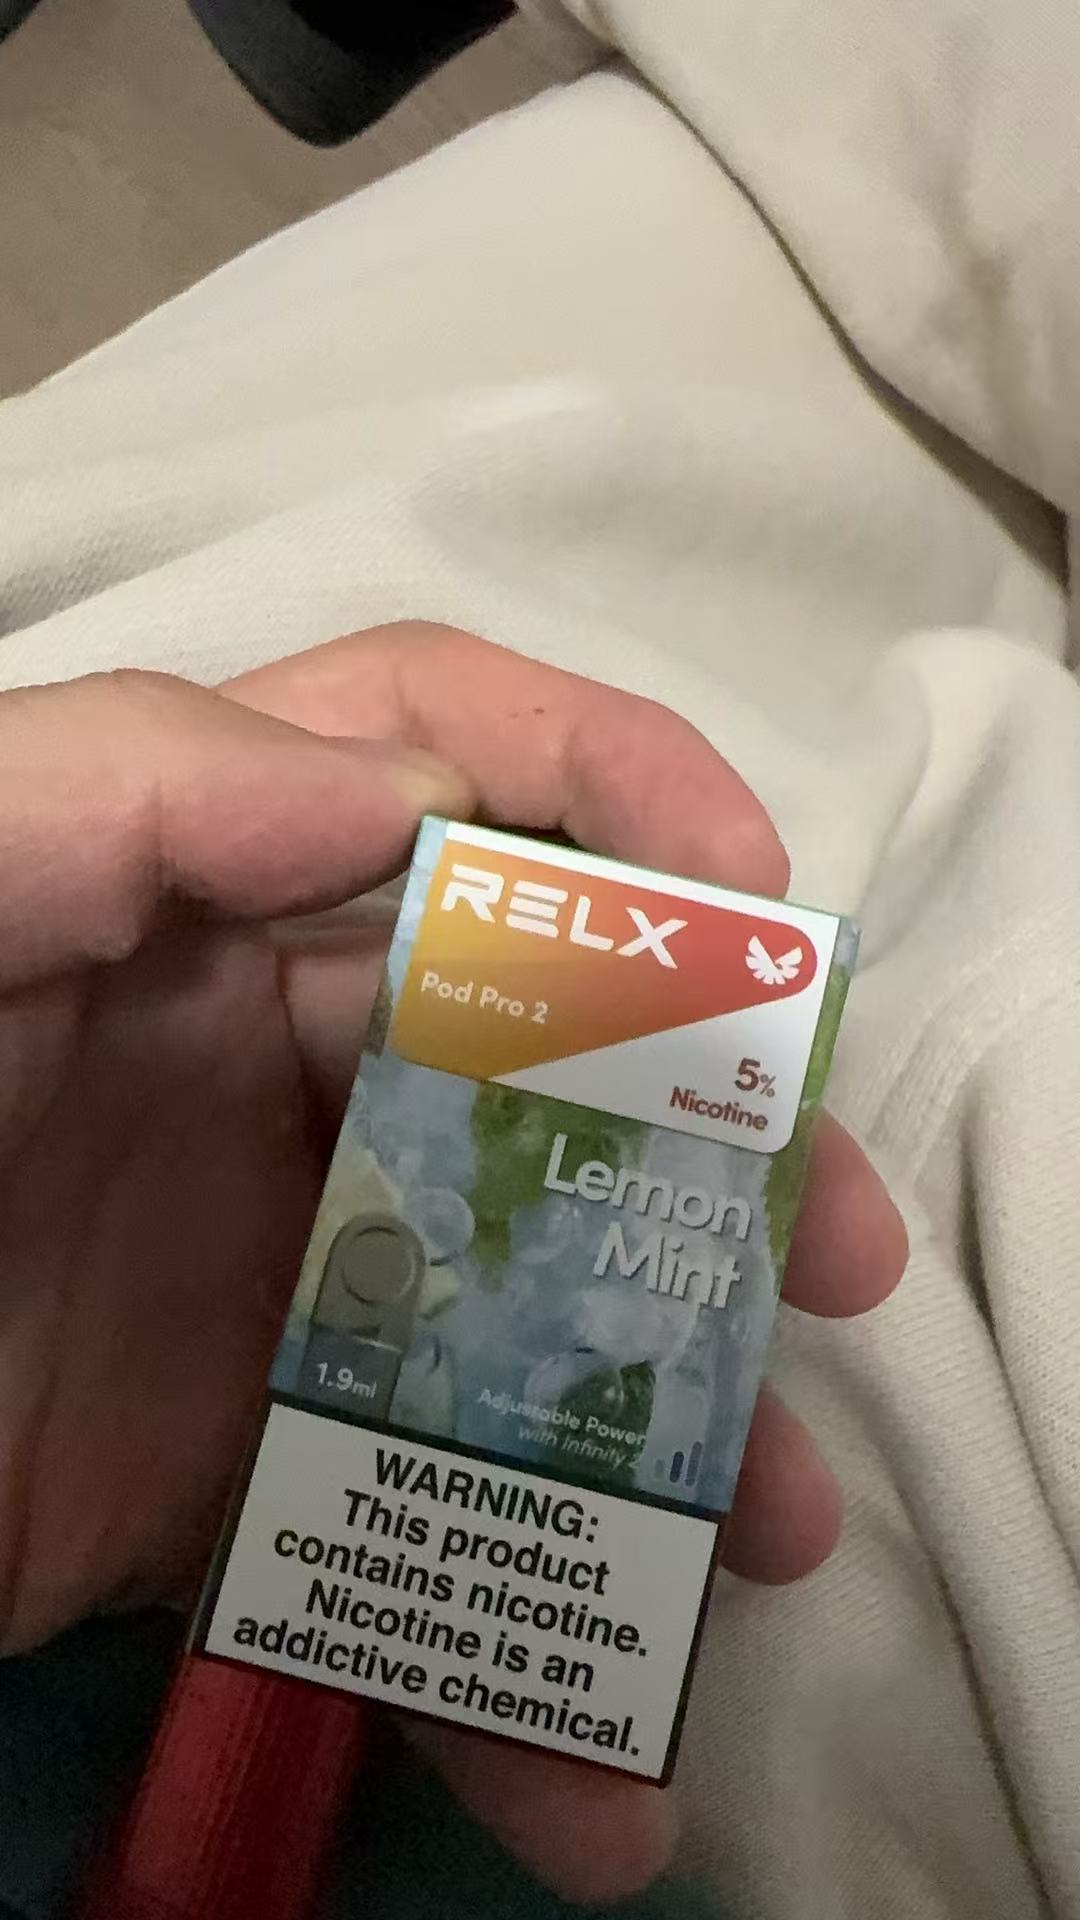 RELX
Pod Pro 2
5%
Nicotine
Lemon
Mint
1.9ml
Adjustable Power
with Infinity 2
WARNING:
This product
contains nicotine.
Nicotine is an
addictive chemical.